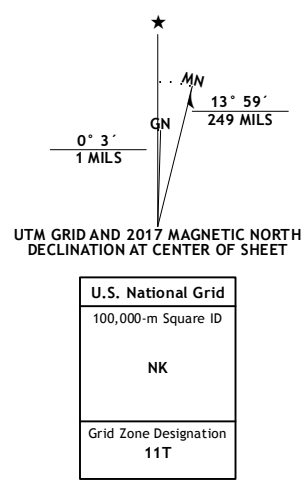 ★
MN
13° 59´
249 MILS
GN
0° 3´
1 MILS
UTM GRID AND 2017 MAGNETIC NORTH
DECLINATION AT CENTER OF SHEET
U.S. National Grid
100,000-m Square ID
NK
Grid Zone Designation
11T